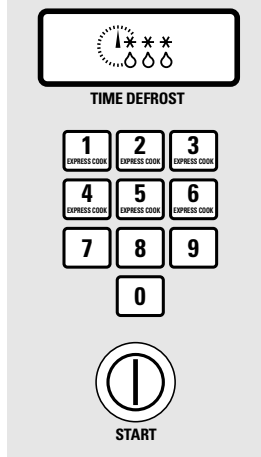 TIME DEFROST
1 2 3
EXPRESS COOK EXPRESS COOK EXPRESS COOK
4 5 6
EXPRESS COOK EXPRESS COOK EXPRESS COOK
7 8 9
0
START